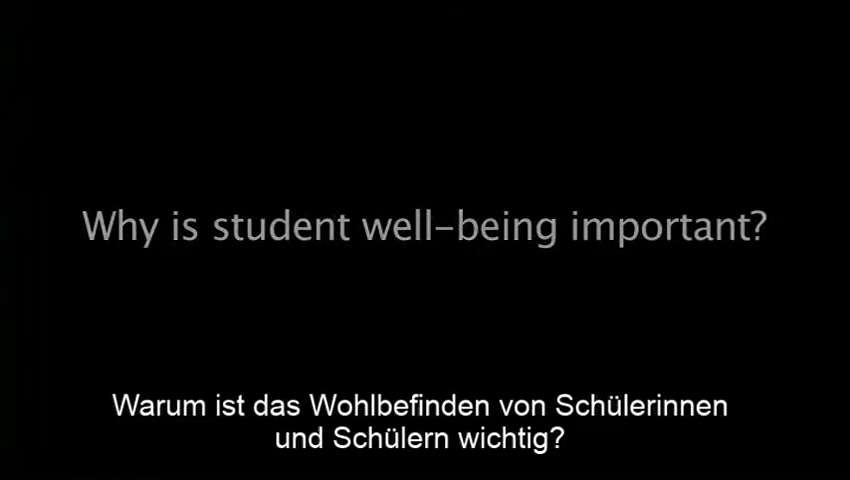 Why is student well-being important?
Warum ist das Wohlbefinden von Schülerinnen
und Schülern wichtig?